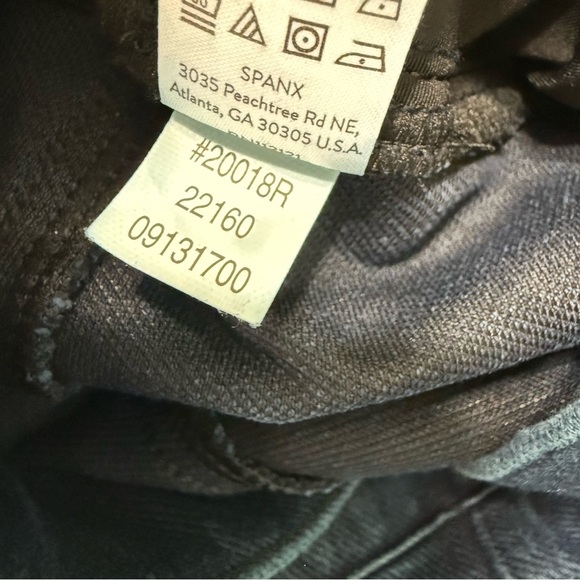 SPANX
3035 Peachtree Rd NE,
Atlanta, GA 30305 U.S.A.
#20018R
22160
09131700